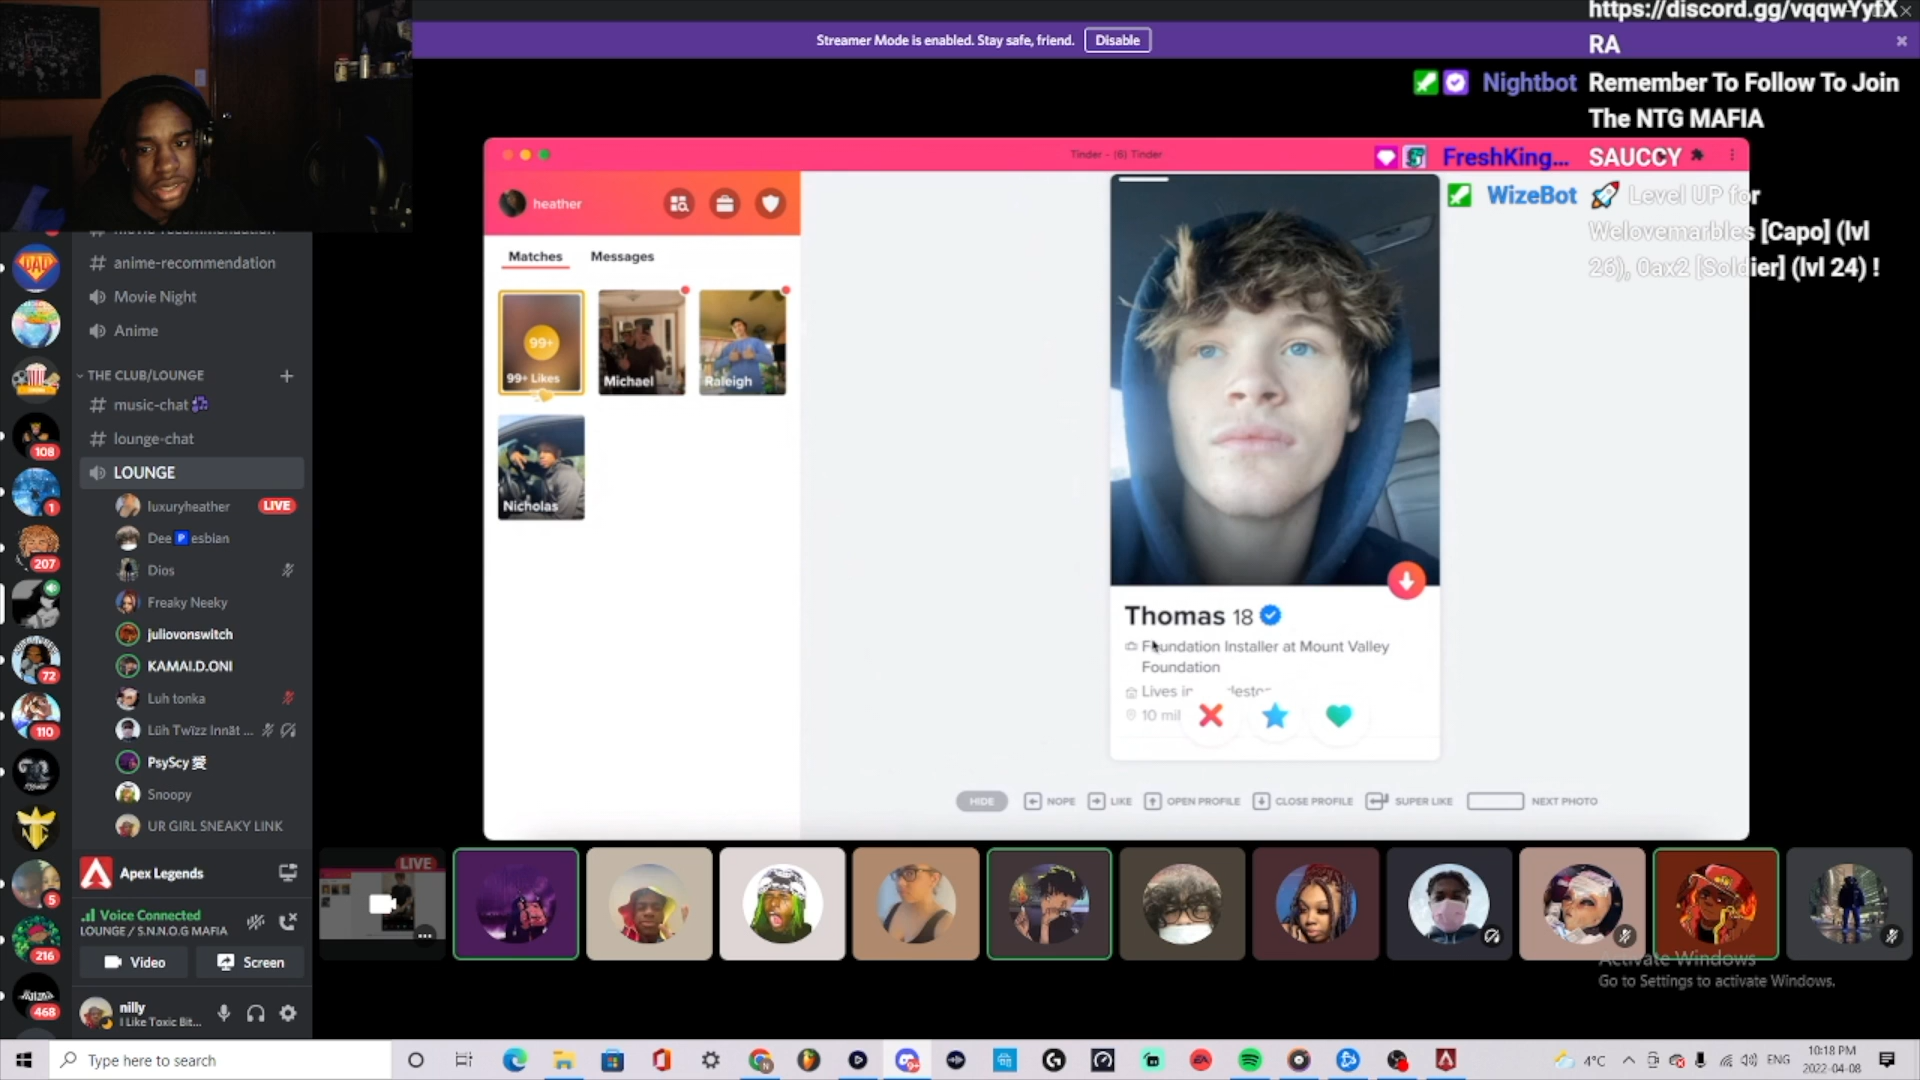 https://discord.gg/vqqwYyfX
RA
Streamer Mode is enabled. Stay safe, friend. Disable
Nightbot Remember To Follow To Join
The NTG MAFIA
FreshKing... SAUCCY
WizeBot 🚀 Level UP for
Welovemarbles [Capo] (lvl
26), 0ax2 [Soldier] (lvl 24) !
Tinder - (6) Tinder
heather
Matches Messages
99+
99+ Likes
Michael
Raleigh
Nicholas
Thomas 18
Foundation Installer at Mount Valley
Foundation
Lives in
10 mil
HIDE NOPE LIKE OPEN PROFILE CLOSE PROFILE SUPER LIKE NEXT PHOTO
DAD
# movie-recommendation
# anime-recommendation
Movie Night
Anime
THE CLUB/LOUNGE +
# music-chat
# lounge-chat
LOUNGE
luxuryheather LIVE
Dee 🅿 esbian
Dios
Freaky Neeky
juliovonswitch
KAMAI.D.ONI
Luh tonka
Lüh Twïzz Innät ...
PsyScy 愛
Snoopy
UR GIRL SNEAKY LINK
108
1
207
72
110
5
216
468
Apex Legends
Voice Connected
LOUNGE / S.N.N.O.G MAFIA
Video Screen
nilly
I Like Toxic Bit...
LIVE
...
Activate Windows
Go to Settings to activate Windows.
Type here to search
4°C
ENG
10:18 PM
2022-04-08